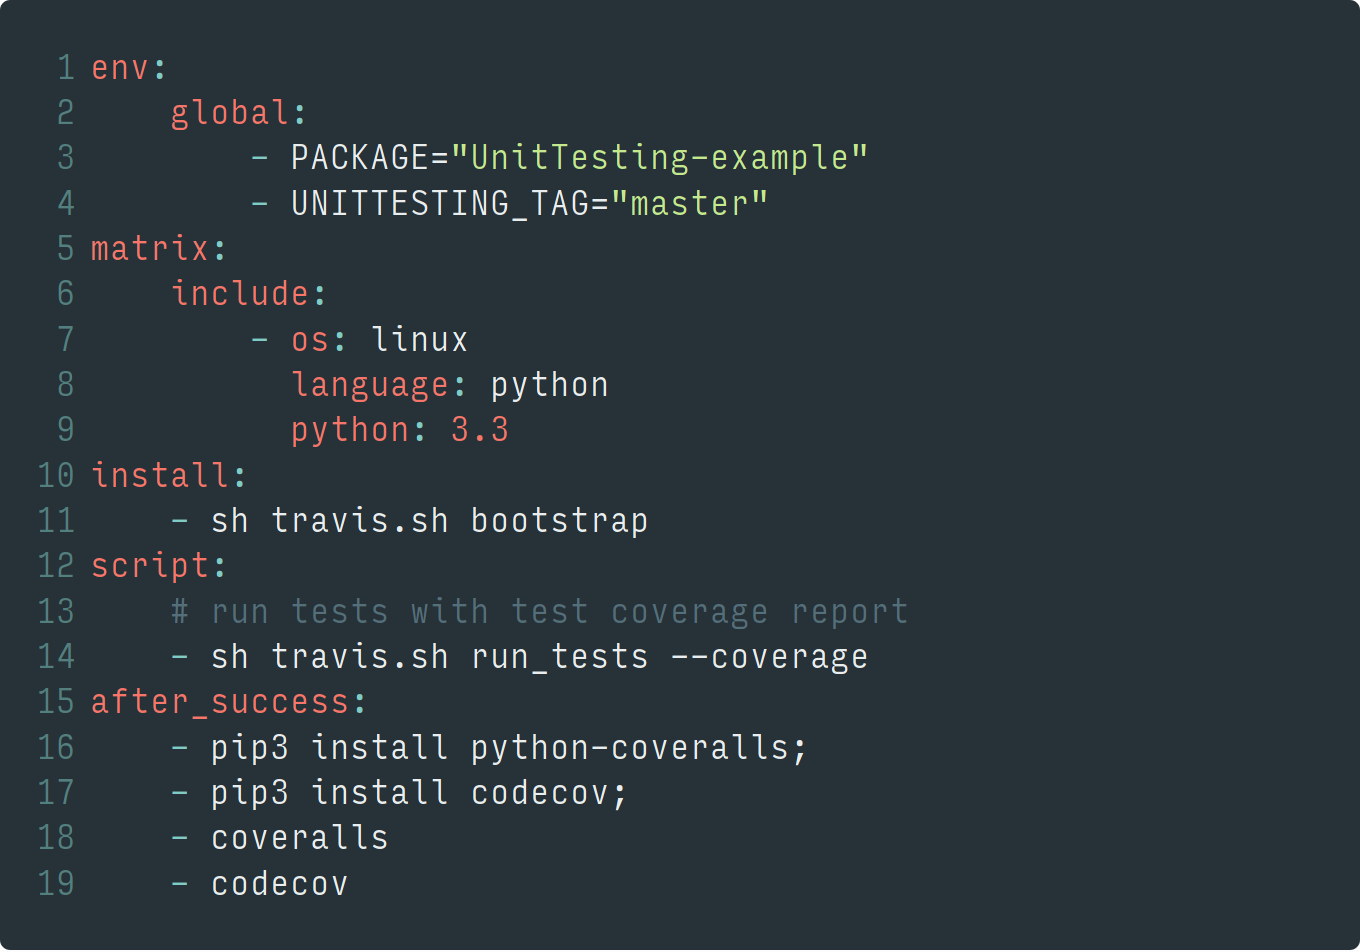 1 env:
2     global:
3         - PACKAGE="UnitTesting-example"
4         - UNITTESTING_TAG="master"
5 matrix:
6     include:
7         - os: linux
8           language: python
9           python: 3.3
10 install:
11     - sh travis.sh bootstrap
12 script:
13     # run tests with test coverage report
14     - sh travis.sh run_tests --coverage
15 after_success:
16     - pip3 install python-coveralls;
17     - pip3 install codecov;
18     - coveralls
19     - codecov